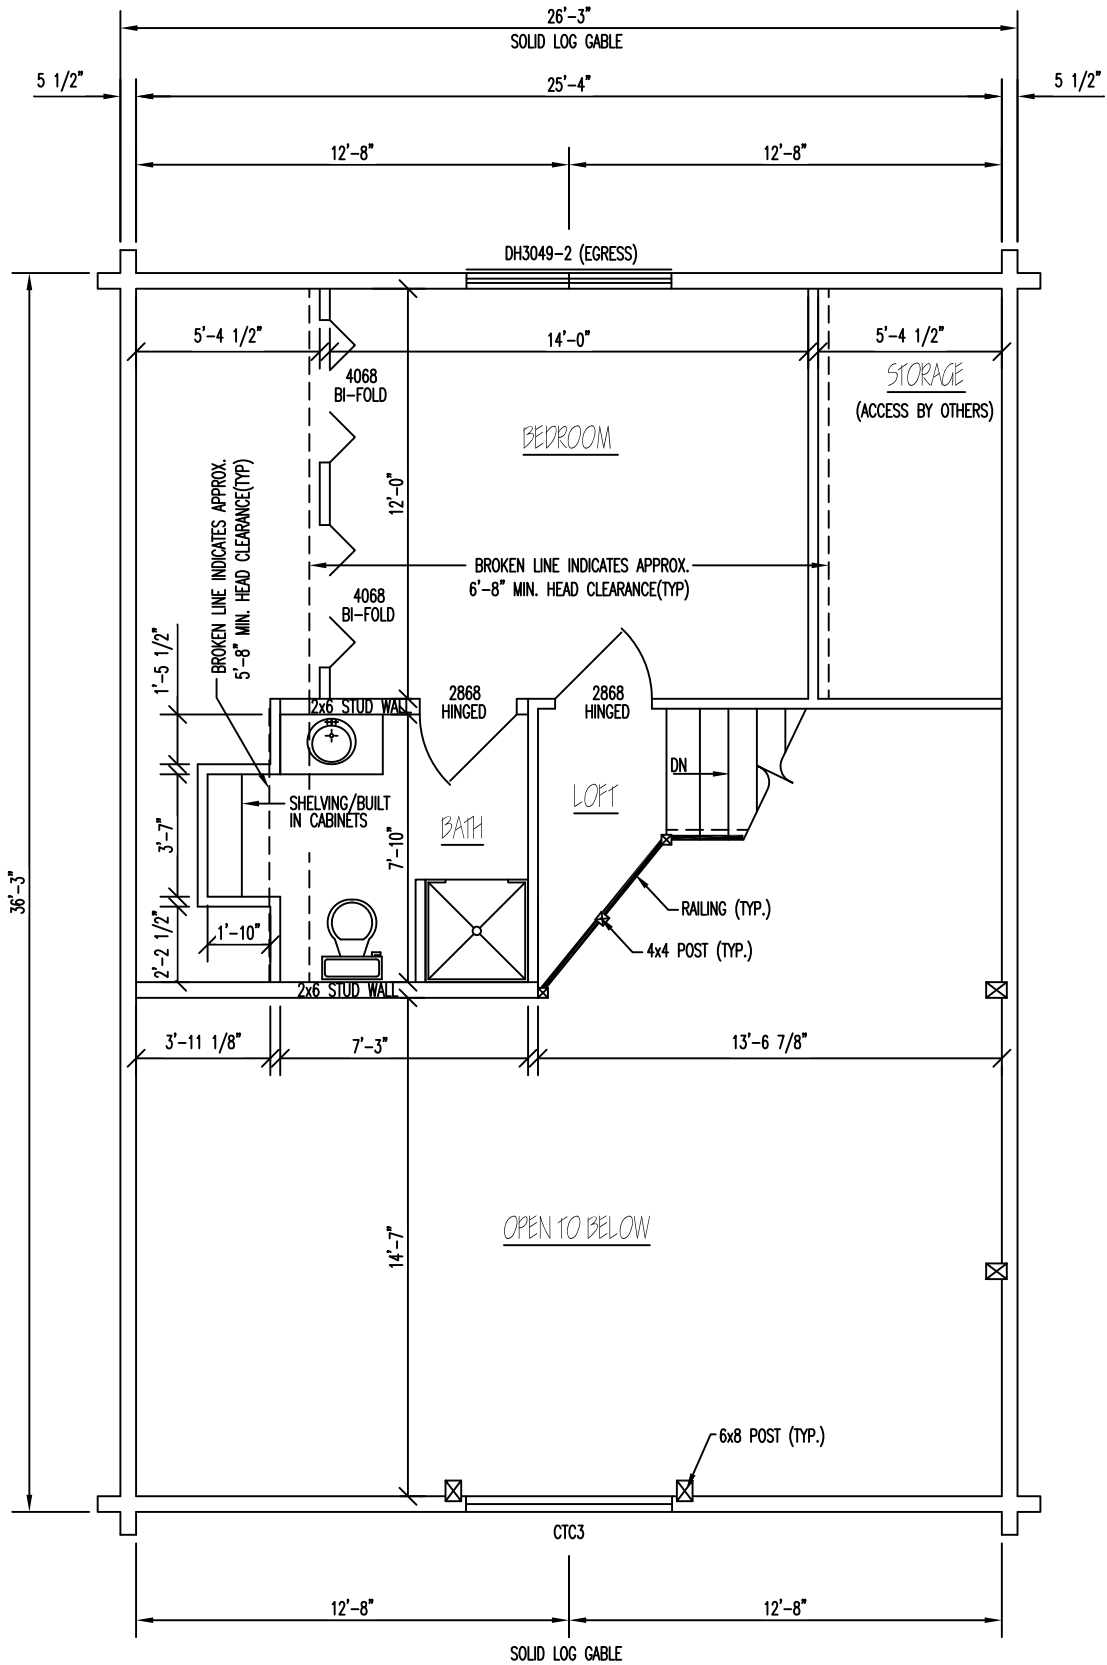 26'-3"
SOLID LOG GABLE
5 1/2"
25'-4"
5 1/2"
12'-8"
12'-8"
DH3049-2 (EGRESS)
5'-4 1/2"
14'-0"
5'-4 1/2"
STORAGE
(ACCESS BY OTHERS)
4068
BI-FOLD
BEDROOM
12'-0"
BROKEN LINE INDICATES APPROX.
5'-8" MIN. HEAD CLEARANCE(TYP)
BROKEN LINE INDICATES APPROX.
6'-8" MIN. HEAD CLEARANCE(TYP)
4068
BI-FOLD
1'-5 1/2"
2868
HINGED
2868
HINGED
2x6 STUD WALL
DN
LOFT
SHELVING/BUILT
IN CABINETS
BATH
3'-7"
7'-10"
36'-3"
RAILING (TYP.)
1'-10"
2'-2 1/2"
4x4 POST (TYP.)
2x6 STUD WALL
3'-11 1/8"
7'-3"
13'-6 7/8"
14'-7"
OPEN TO BELOW
6x8 POST (TYP.)
CTC3
12'-8"
12'-8"
SOLID LOG GABLE